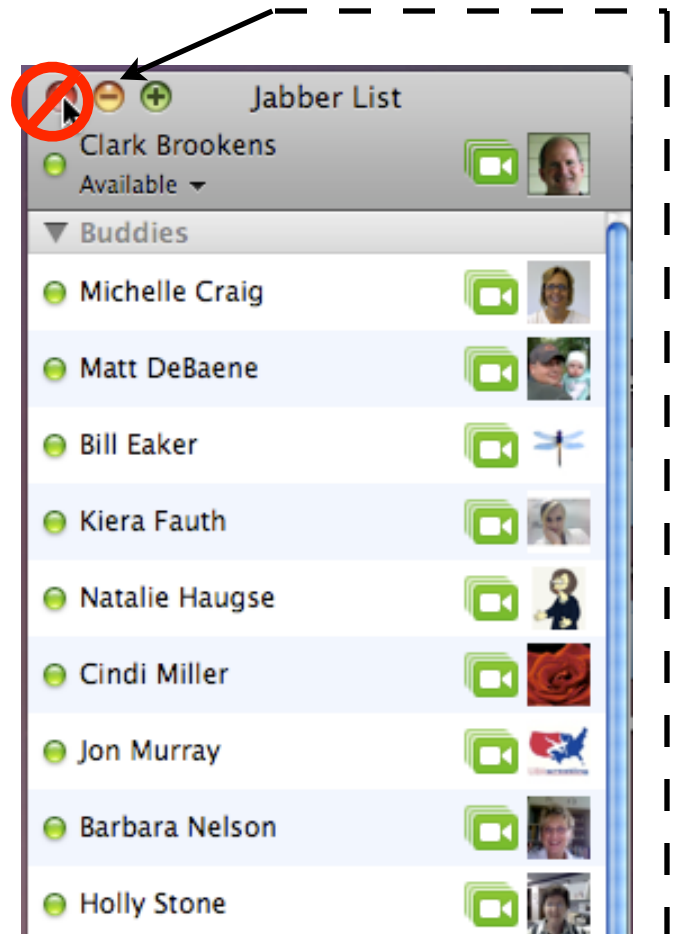 Jabber List
Clark Brookens
Available
Buddies
Michelle Craig
Matt DeBaene
Bill Eaker
Kiera Fauth
Natalie Haugse
Cindi Miller
Jon Murray
Barbara Nelson
Holly Stone